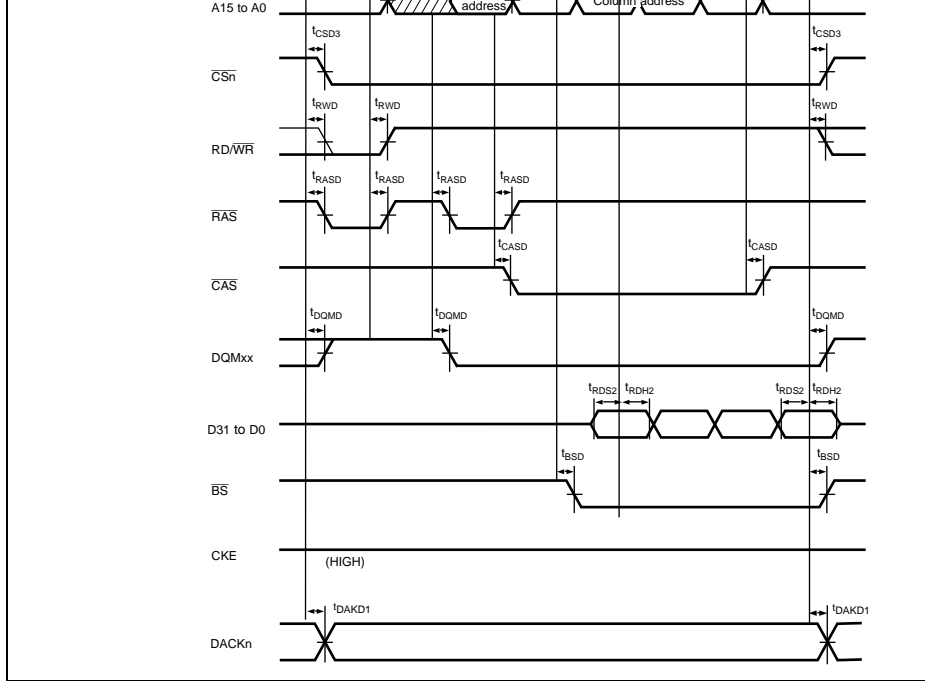 A15 to A0 address Column address
tCSD3 tCSD3
CSn
tRWD tRWD tRWD
RD/WR
tRASD tRASD tRASD tRASD
RAS
tCASD tCASD
CAS
tDQMD tDQMD tDQMD
DQMxx
tRDS2 tRDH2 tRDS2 tRDH2
D31 to D0
tBSD tBSD
BS
CKE
(HIGH)
tDAKD1 tDAKD1
DACKn